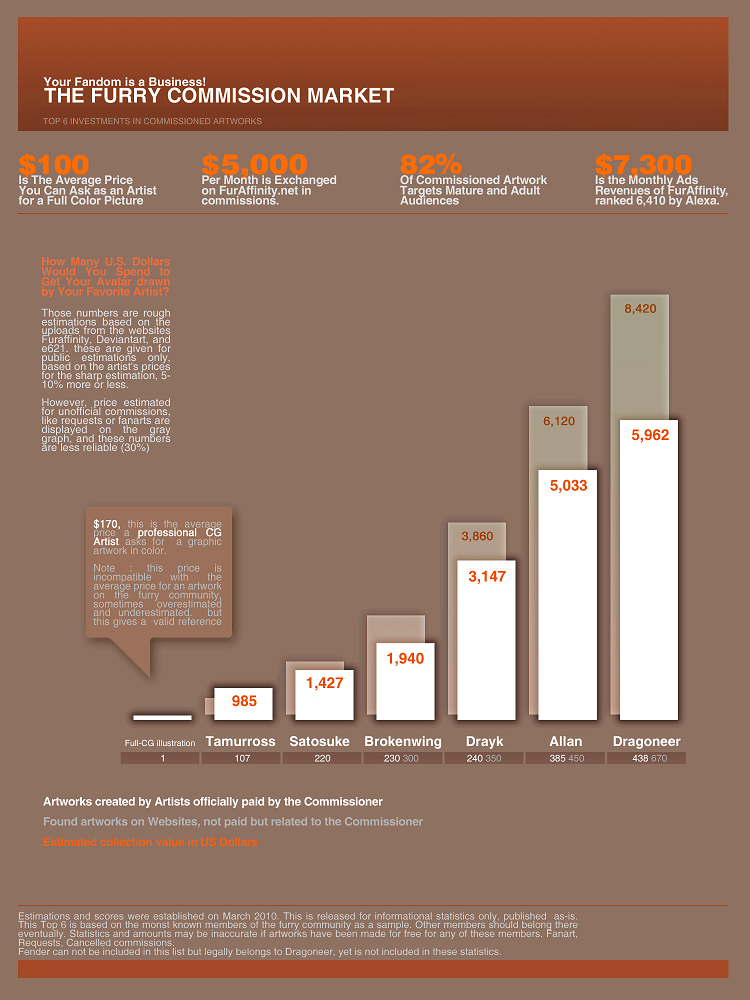 Your Fandom is a Business!
THE FURRY COMMISSION MARKET
TOP 6 INVESTMENTS IN COMMISSIONED ARTWORKS
$100
Is The Average Price
You Can Ask as an Artist
for a Full Color Picture
$5,000
Per Month is Exchanged
on FurAffinity.net in
commissions.
82%
Of Commissioned Artwork
Targets Mature and Adult
Audiences
$7,300
Is the Monthly Ads
Revenues of FurAffinity,
ranked 6,410 by Alexa.
How Many U.S. Dollars
Would You Spend to
Get Your Avatar drawn
by Your Favorite Artist?
Those numbers are rough
estimations based on the
uploads from the websites
Furaffinity, Deviantart, and
e621. these are given for
public estimations only,
based on the artist's prices
for the sharp estimation, 5-
10% more or less.
However, price estimated
for unofficial commissions,
like requests or fanarts are
displayed on the gray
graph, and these numbers
are less reliable (30%)
$170, this is the average
price a professional CG
Artist asks for a graphic
artwork in color.
Note : this price is
incompatible with the
average price for an artwork
on the furry community,
sometimes overestimated
and underestimated. but
this gives a valid reference
985
1,427
1,940
3,860
3,147
6,120
5,033
8,420
5,962
Full-CG illustration Tamurross Satosuke Brokenwing Drayk Allan Dragoneer
1 107 220 230 300 240 350 385 450 438 670
Artworks created by Artists officially paid by the Commissioner
Found artworks on Websites, not paid but related to the Commissioner
Estimated collection value in US Dollars
Estimations and scores were established on March 2010. This is released for informational statistics only, published as-is.
This Top 6 is based on the monst known members of the furry community as a sample. Other members should belong there
eventually. Statistics and amounts may be inaccurate if artworks have been made for free for any of these members. Fanart,
Requests, Cancelled commissions.
Fender can not be included in this list but legally belongs to Dragoneer, yet is not included in these statistics.